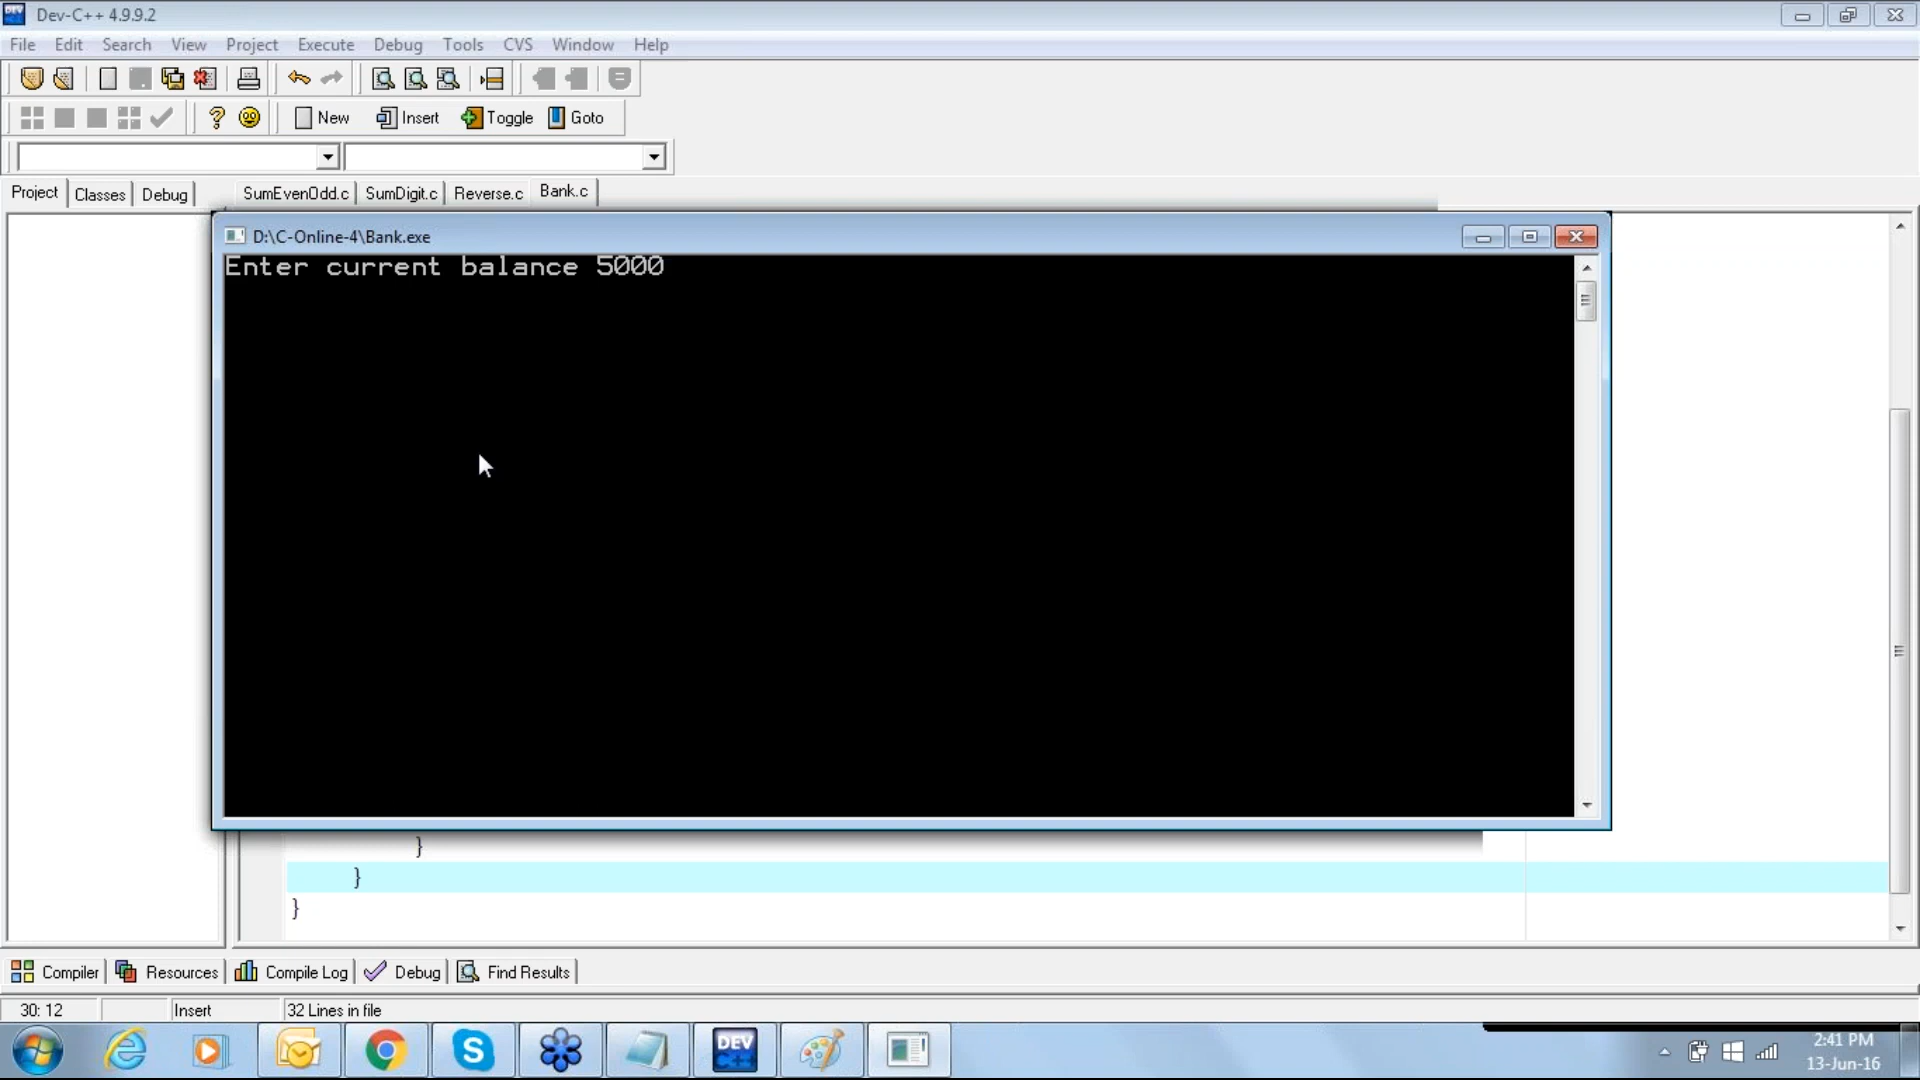 Dev-C++ 4.9.9.2
File Edit Search View Project Execute Debug Tools CVS Window Help
New Insert Toggle Goto
Project Classes Debug SumEvenOdd.c SumDigit.c Reverse.c Bank.c
D:\C-Online-4\Bank.exe
Enter current balance 5000
}
}
}
Compiler Resources Compile Log Debug Find Results
30: 12 Insert 32 Lines in file
DEV C++
2:41 PM
13-Jun-16